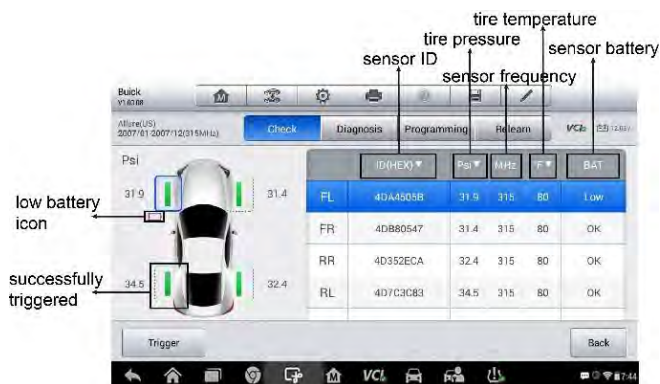 tire temperature
tire pressure
sensor ID
sensor battery
sensor frequency
Buick
Allure(US)
2007/01-2007/12(315MHz)
Check
Diagnosis
Programming
Relearn
VCI
Psi
ID(HEX)▼ Psi▼ MHz °F▼ BAT
31.9 31.4
FL 4DA4505B 31.9 315 80 Low
low battery
icon
FR 4DB80547 31.4 315 80 OK
RR 4D352ECA 32.4 315 80 OK
successfully
triggered
34.5 32.4
RL 4D7C3C83 34.5 315 80 OK
Trigger
Back
VCI
7:44